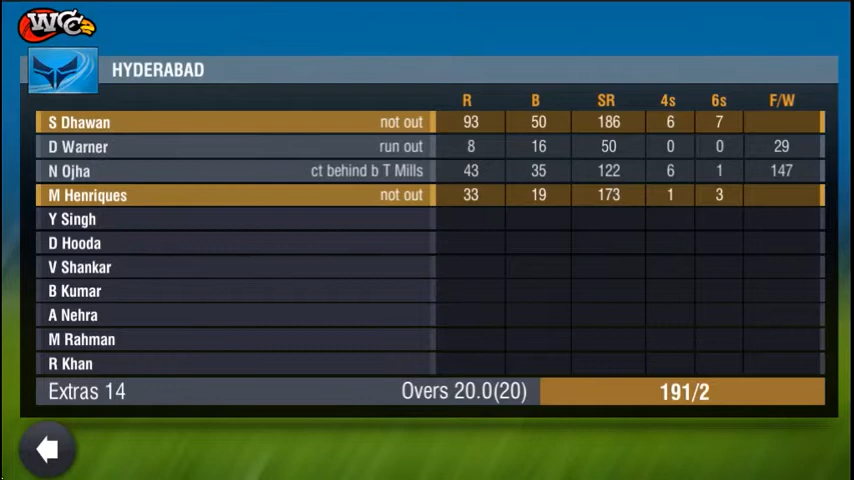 WCC
HYDERABAD
R B SR 4s 6s F/W
S Dhawan not out 93 50 186 6 7
D Warner run out 8 16 50 0 0 29
N Ojha ct behind b T Mills 43 35 122 6 1 147
M Henriques not out 33 19 173 1 3
Y Singh
D Hooda
V Shankar
B Kumar
A Nehra
M Rahman
R Khan
Extras 14 Overs 20.0(20) 191/2